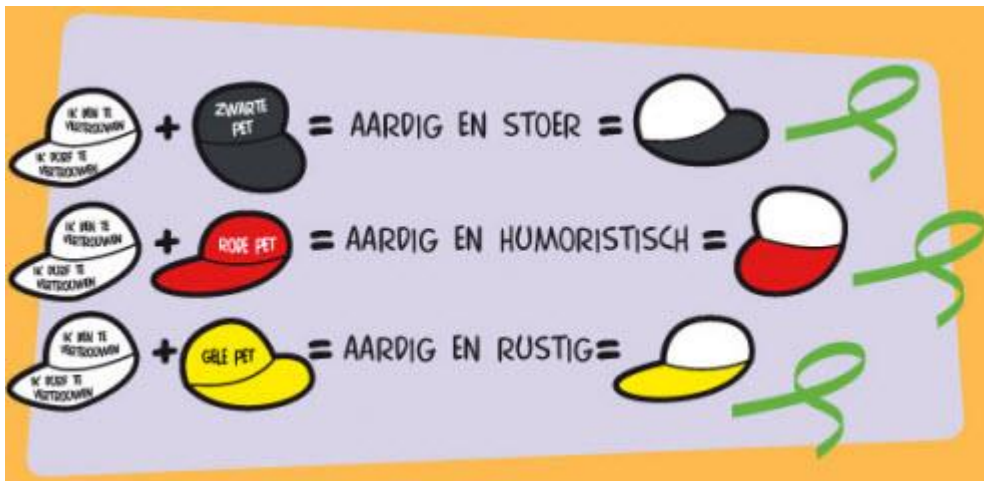 IK BEN TE
VERTROUWEN
IK DURF TE
VERTROUWEN
+
ZWARTE
PET
= AARDIG EN STOER =
IK BEN TE
VERTROUWEN
IK DURF TE
VERTROUWEN
+
RODE PET
= AARDIG EN HUMORISTISCH =
IK BEN TE
VERTROUWEN
IK DURF TE
VERTROUWEN
+
GELE PET
= AARDIG EN RUSTIG=